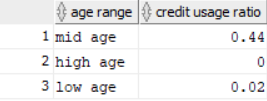 age range credit usage ratio
1 mid age 0.44
2 high age 0
3 low age 0.02